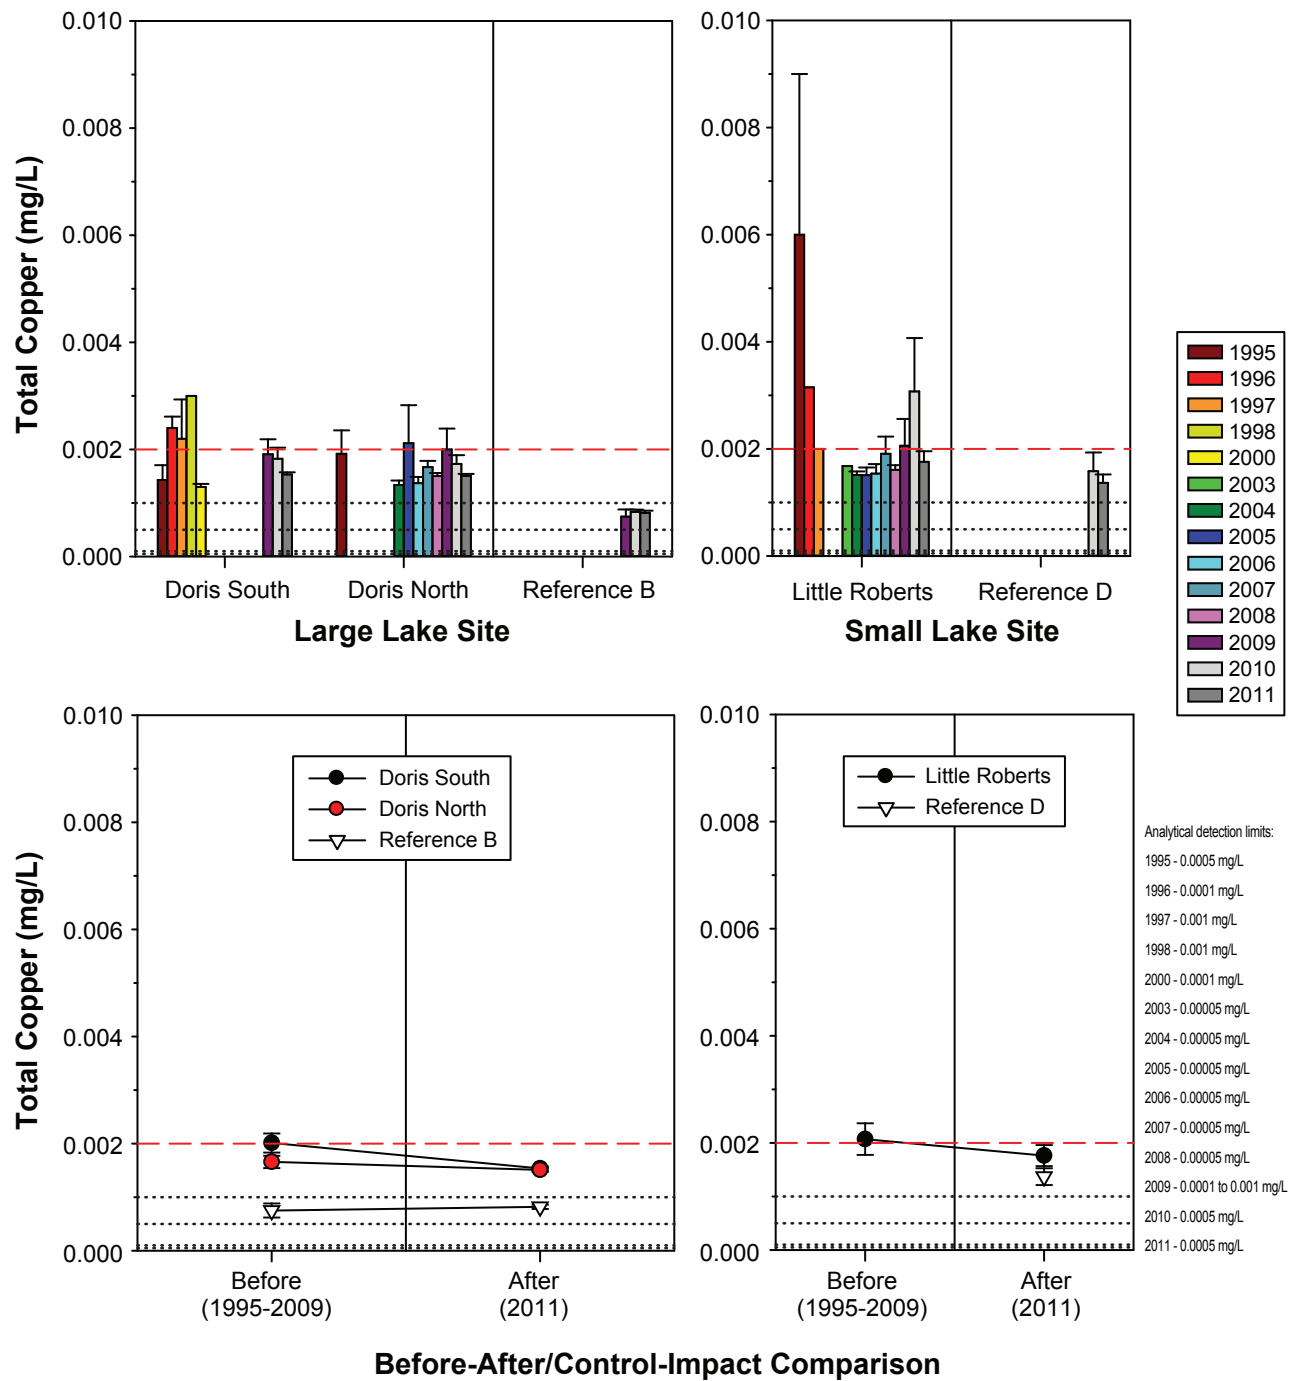 0.010
0.008
0.006
0.004
0.002
0.000
Total Copper (mg/L)
Doris South
Doris North
Reference B
Large Lake Site
0.010
0.008
0.006
0.004
0.002
0.000
Little Roberts
Reference D
Small Lake Site
1995
1996
1997
1998
2000
2003
2004
2005
2006
2007
2008
2009
2010
2011
0.010
0.008
0.006
0.004
0.002
0.000
Total Copper (mg/L)
Doris South
Doris North
Reference B
Before
(1995-2009)
After
(2011)
0.010
0.008
0.006
0.004
0.002
0.000
Little Roberts
Reference D
Before
(1995-2009)
After
(2011)
Analytical detection limits:
1995 - 0.0005 mg/L
1996 - 0.0001 mg/L
1997 - 0.001 mg/L
1998 - 0.001 mg/L
2000 - 0.0001 mg/L
2003 - 0.00005 mg/L
2004 - 0.00005 mg/L
2005 - 0.00005 mg/L
2006 - 0.00005 mg/L
2007 - 0.00005 mg/L
2008 - 0.00005 mg/L
2009 - 0.0001 to 0.001 mg/L
2010 - 0.0005 mg/L
2011 - 0.0005 mg/L
Before-After/Control-Impact Comparison